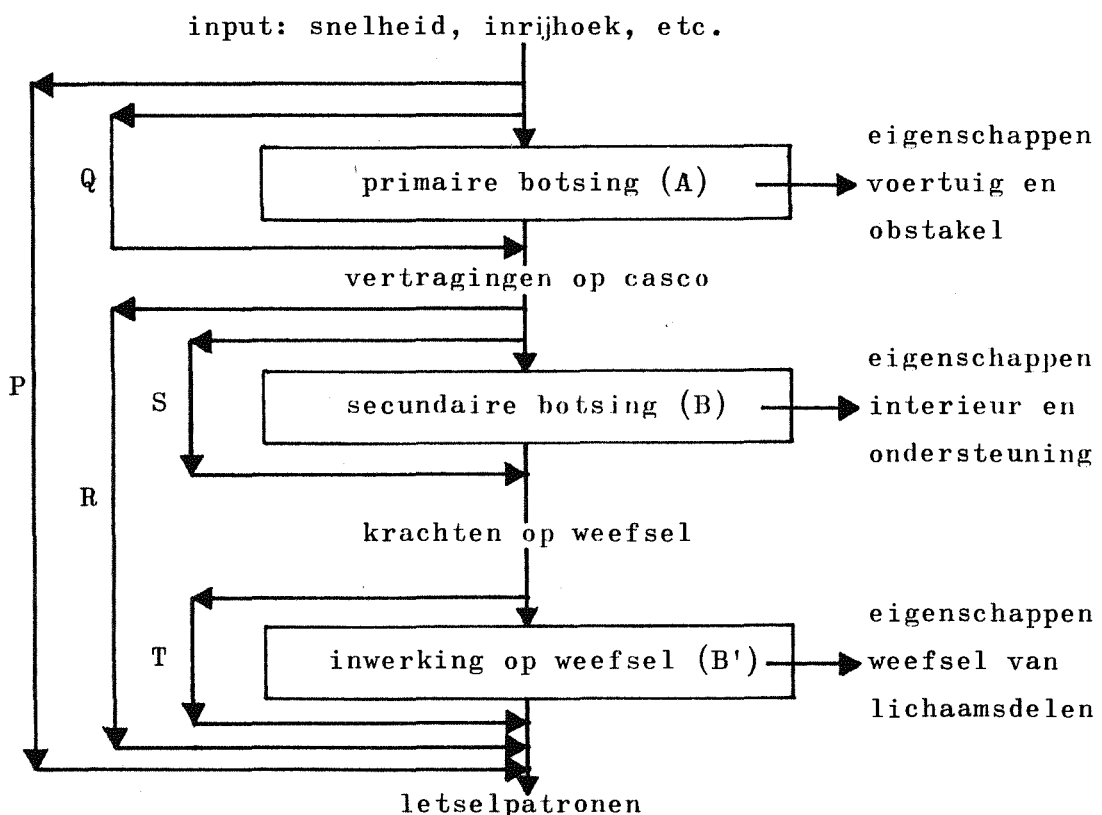 input: snelheid, inrijhoek, etc.
Q
primaire botsing (A)
eigenschappen
voertuig en
obstakel
vertragingen op casco
P
R
S
secundaire botsing (B)
eigenschappen
interieur en
ondersteuning
krachten op weefsel
T
inwerking op weefsel (B')
eigenschappen
weefsel van
lichaamsdelen
letselpatronen